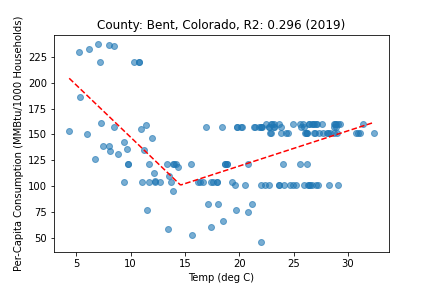 County: Bent, Colorado, R2: 0.296 (2019)
Per-Capita Consumption (MMBtu/1000 Households)
225
200
175
150
125
100
75
50
5 10 15 20 25 30
Temp (deg C)